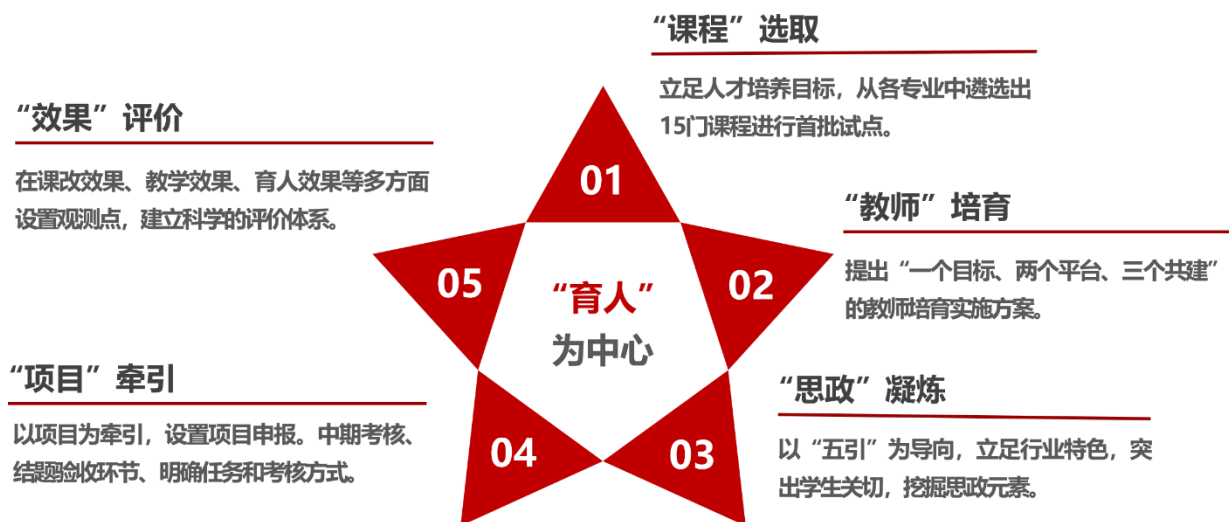 “课程”选取
立足人才培养目标，从各专业中遴选出
15门课程进行首批试点。
01
“教师”培育
提出“一个目标、两个平台、三个共建”
的教师培育实施方案。
02
“思政”凝炼
以“五引”为导向，立足行业特色，突
出学生关切，挖掘思政元素。
03
“项目”牵引
以项目为牵引，设置项目申报。中期考核、
结题验收环节、明确任务和考核方式。
04
“效果”评价
在课改效果、教学效果、育人效果等多方面
设置观测点，建立科学的评价体系。
05
“育人”
为中心